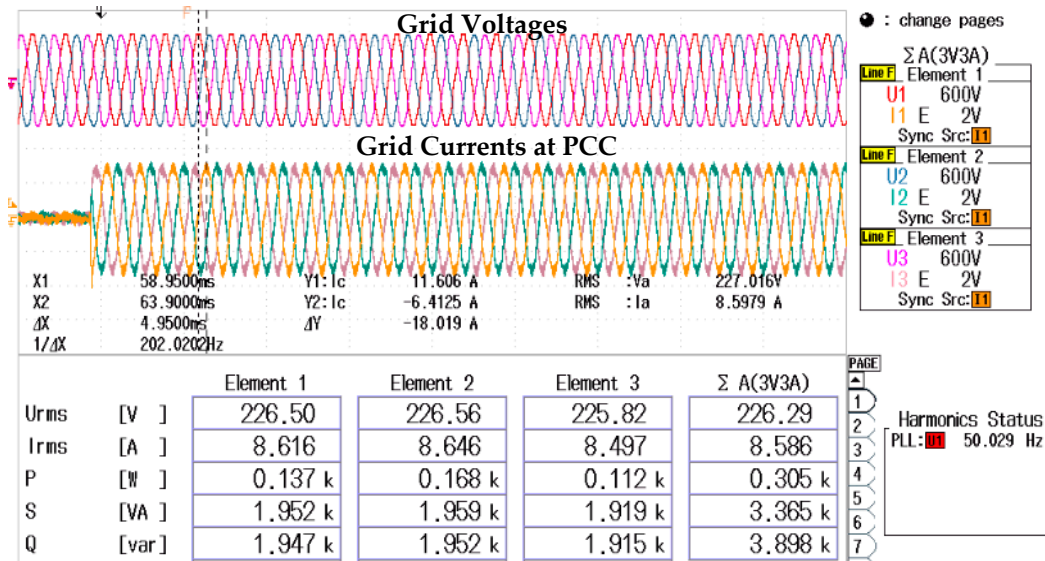 Grid Voltages
Grid Currents at PCC
X1 58.9500ms Y1:Ic 11.606 A RMS :Va 227.016V
X2 63.9000ms Y2:Ic -6.4125 A RMS :Ia 8.5979 A
ΔX 4.9500ms ΔY -18.019 A
1/ΔX 202.0202Hz
: change pages
Σ A(3V3A)
Line F Element 1
U1 600V
I1 E 2V
Sync Src: I1
Line F Element 2
U2 600V
I2 E 2V
Sync Src: I1
Line F Element 3
U3 600V
I3 E 2V
Sync Src: I1
Element 1 Element 2 Element 3 Σ A(3V3A)
Urms [V ] 226.50 226.56 225.82 226.29
Irms [A ] 8.616 8.646 8.497 8.586
P [W ] 0.137 k 0.168 k 0.112 k 0.305 k
S [VA ] 1.952 k 1.959 k 1.919 k 3.365 k
Q [var] 1.947 k 1.952 k 1.915 k 3.898 k
PAGE
1
2
3
4
5
6
7
Harmonics Status
PLL: U1 50.029 Hz